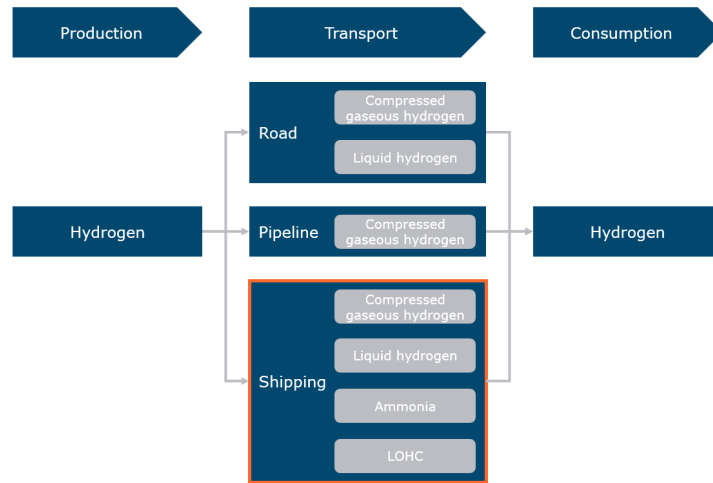 Production
Transport
Consumption
Road
Compressed
gaseous hydrogen
Liquid hydrogen
Hydrogen
Pipeline
Compressed
gaseous hydrogen
Hydrogen
Shipping
Compressed
gaseous hydrogen
Liquid hydrogen
Ammonia
LOHC